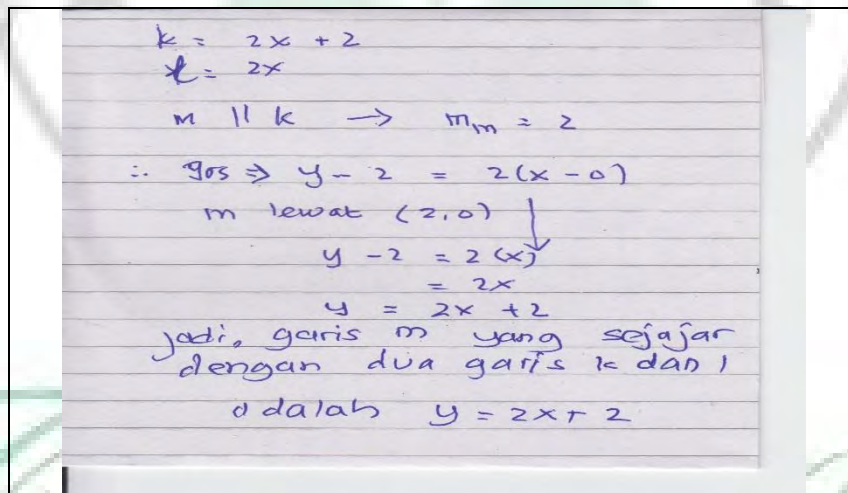 k = 2x + 2
l = 2x
m || k → mm = 2
∴ gos ⇒ y - 2 = 2(x - 0)
m lewat (2,0) ↓
y - 2 = 2(x)
= 2x
y = 2x + 2
jadi, garis m yang sejajar
dengan dua garis k dan l
adalah y = 2x + 2